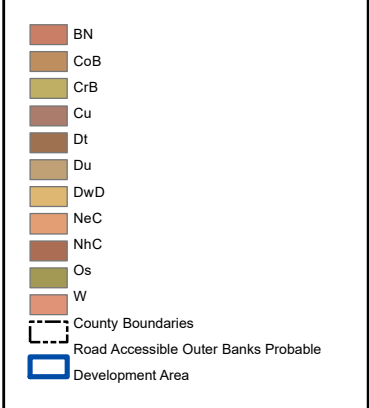 BN
CoB
CrB
Cu
Dt
Du
DwD
NeC
NhC
Os
W
County Boundaries
Road Accessible Outer Banks Probable
Development Area